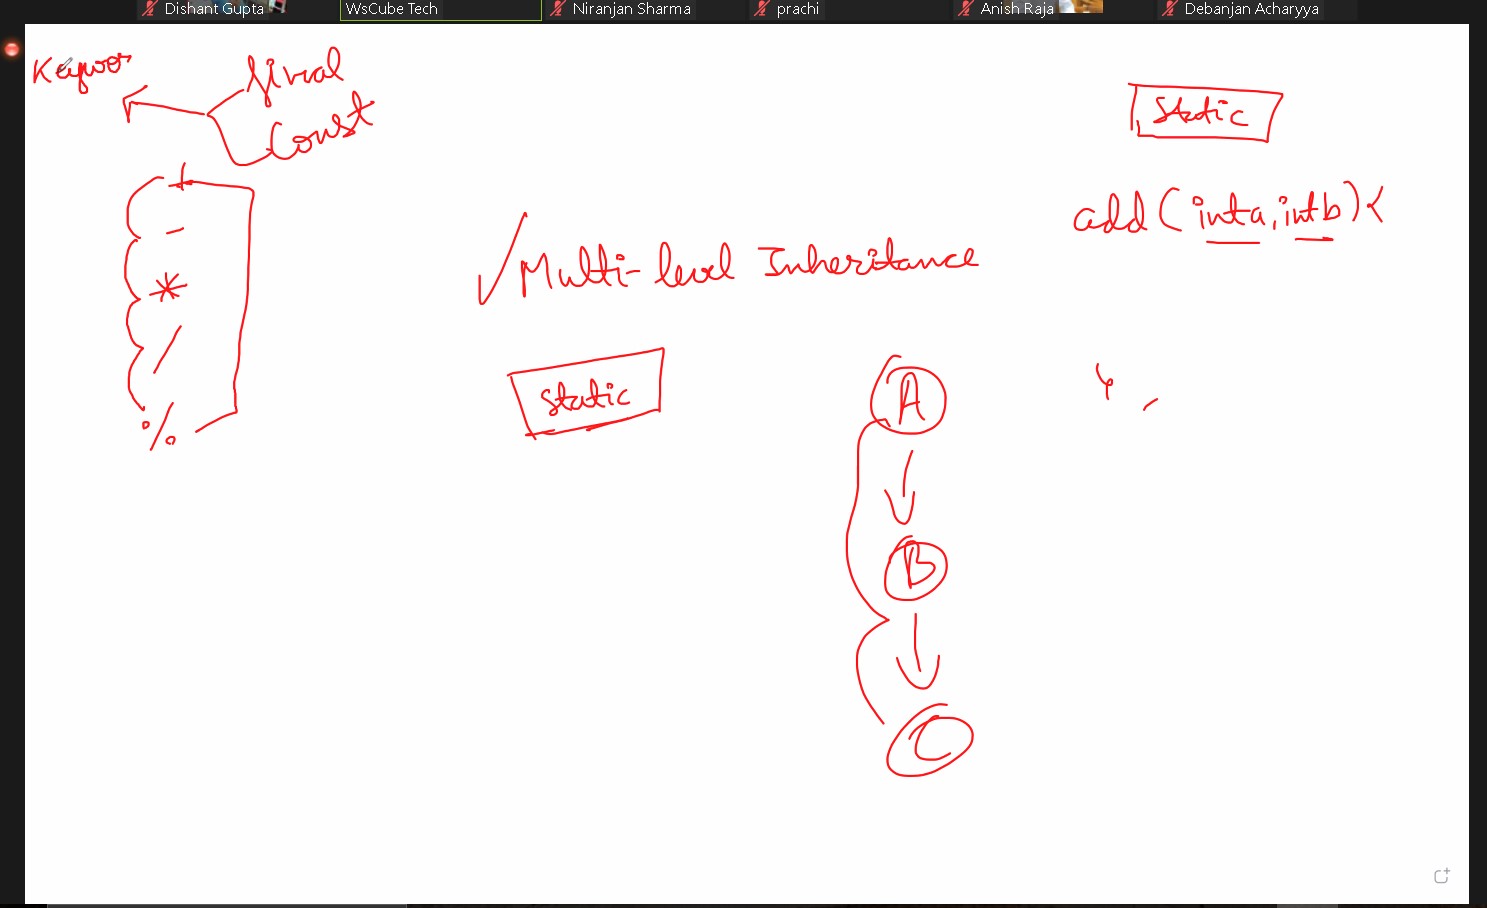 Dishant Gupta
WsCube Tech
Niranjan Sharma
prachi
Anish Raja
Debanjan Acharyya
Keywor
final
Const
static
+
-
*
/
%
add (int a, int b) {
✓ Multi-level Inheritance
static
A
}
B
C